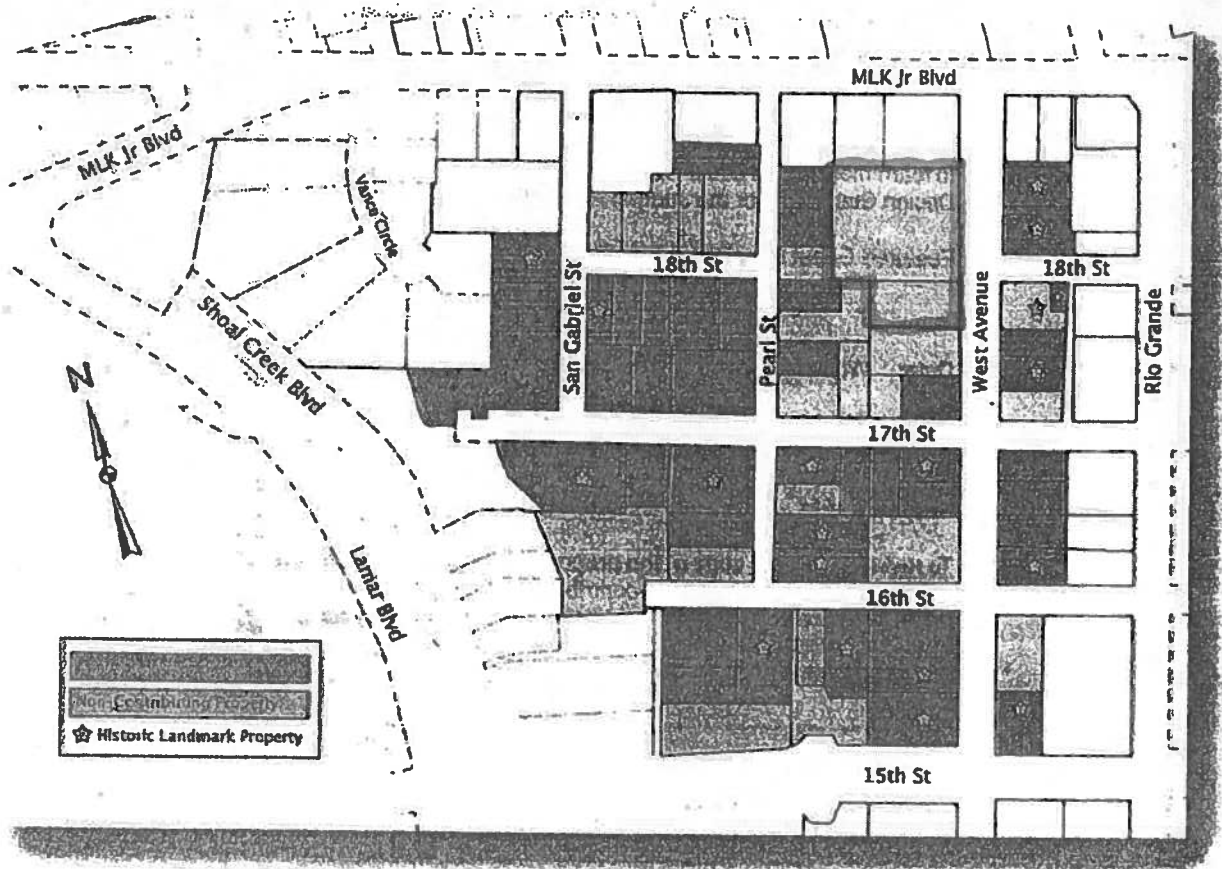 MLK Jr Blvd
MLK Jr Blvd
Vance Circle
18th St
18th St
San Gabriel St
Pearl St
West Avenue
Rio Grande
Shoal Creek Blvd
N
17th St
Lamar Blvd
16th St
Non-Contributing Property
Historic Landmark Property
15th St